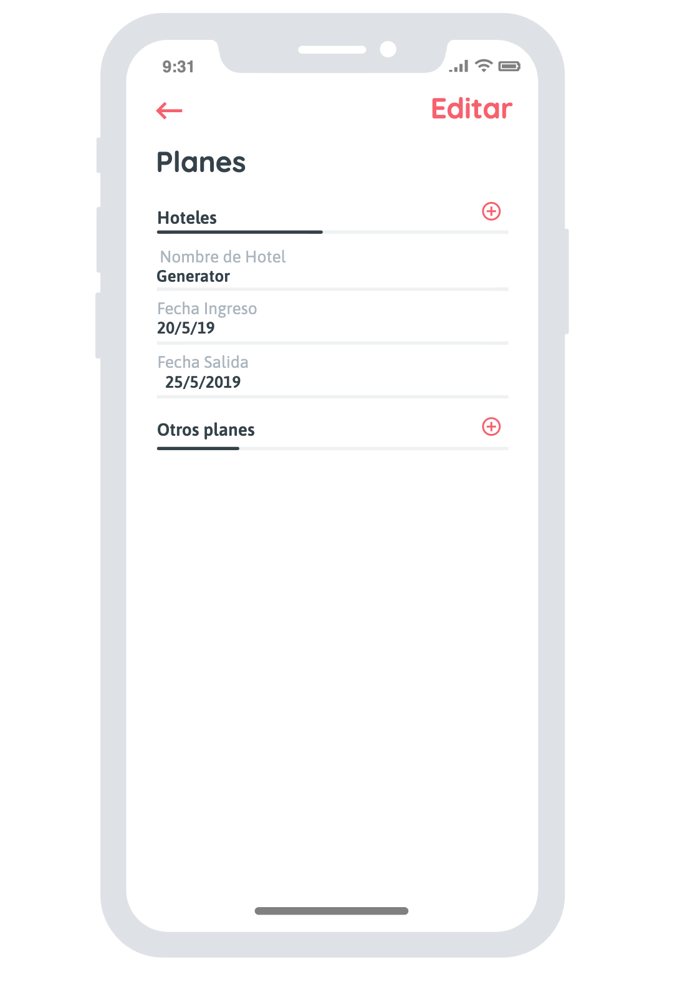 9:31
Editar
Planes
Hoteles
Nombre de Hotel
Generator
Fecha Ingreso
20/5/19
Fecha Salida
25/5/2019
Otros planes